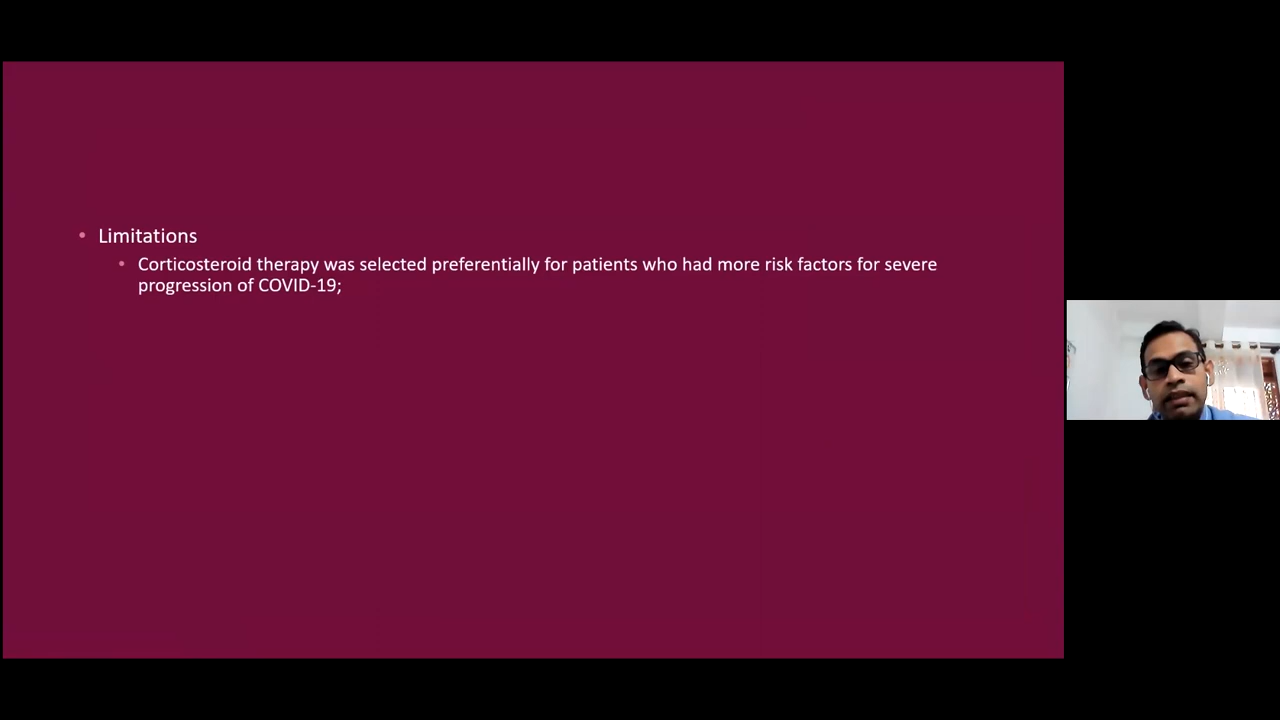 Limitations
Corticosteroid therapy was selected preferentially for patients who had more risk factors for severe
progression of COVID-19;